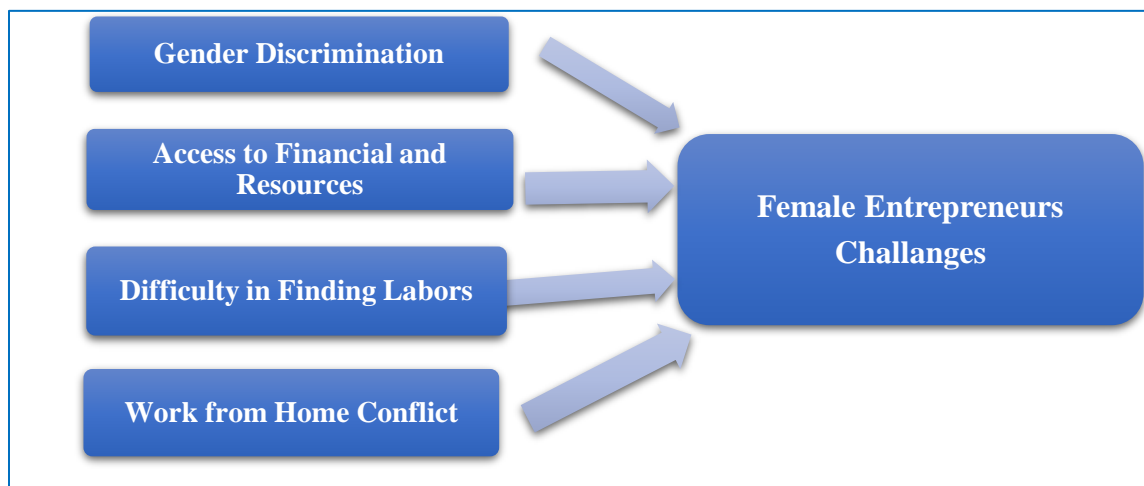 Gender Discrimination
Access to Financial and
Resources
Difficulty in Finding Labors
Work from Home Conflict
Female Entrepreneurs
Challanges